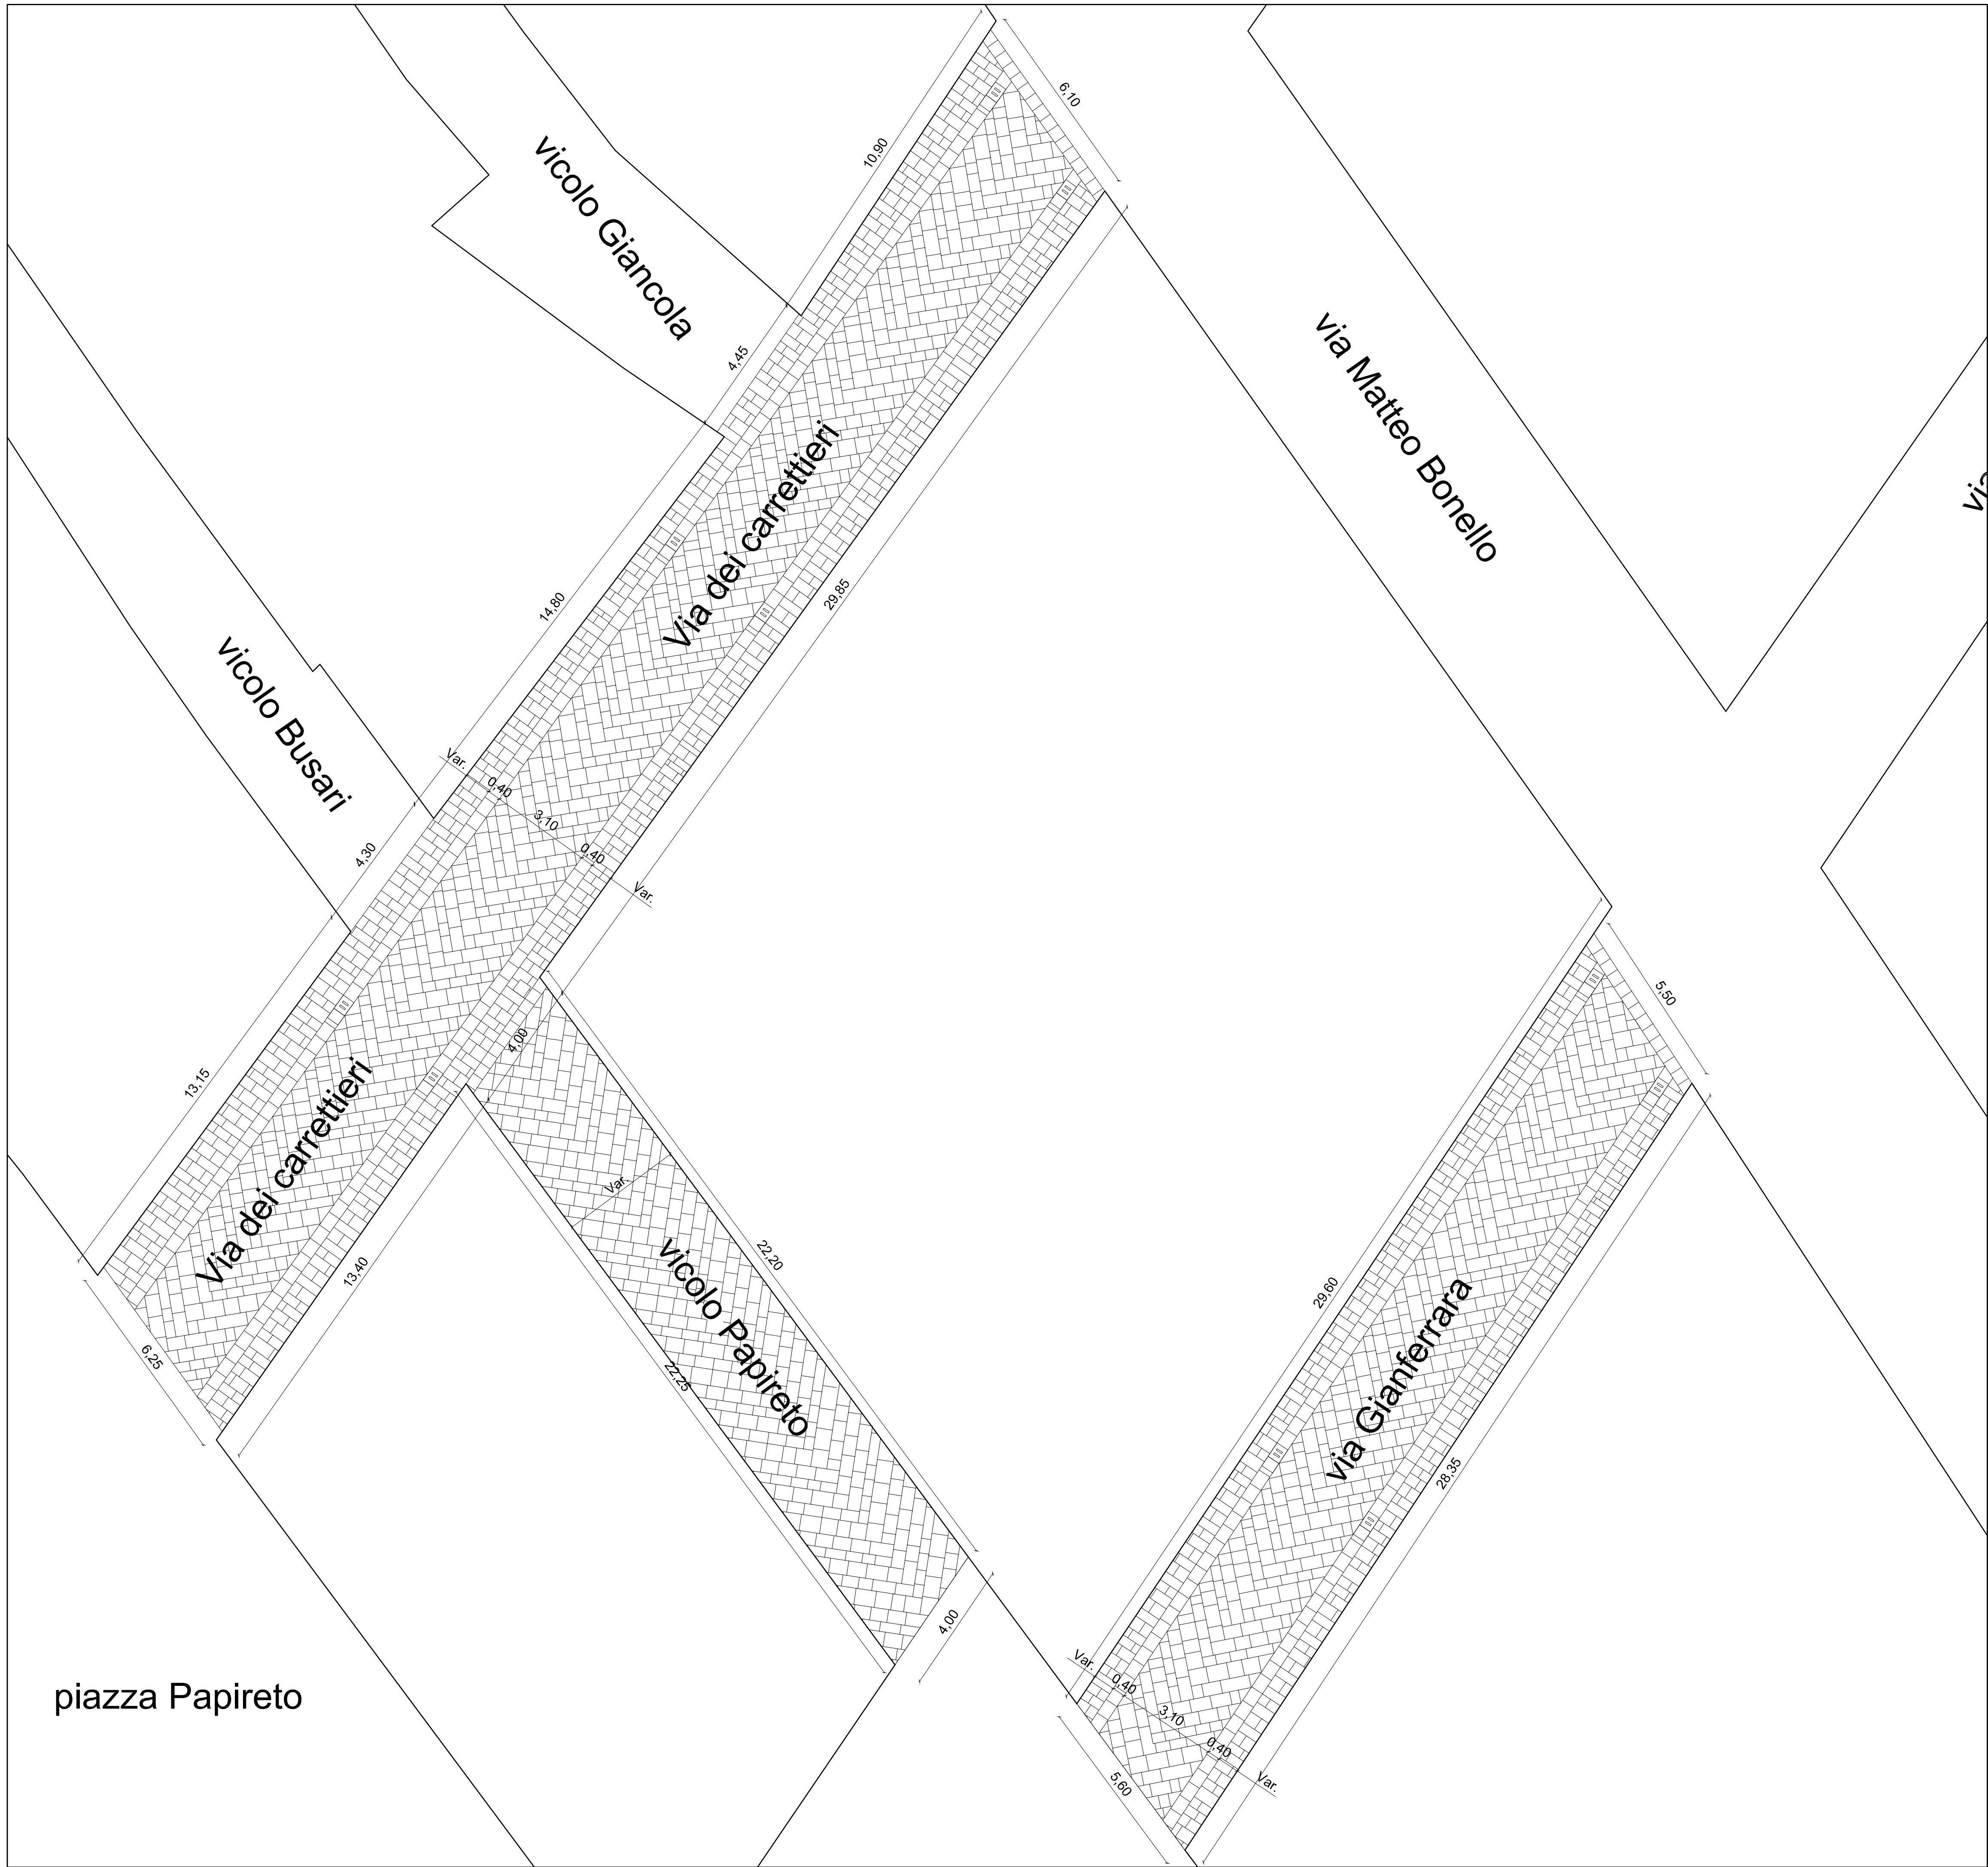 6,10
10,90
vicolo Giancola
4,45
via Matteo Bonello
Via dei carrettieri
29,85
14,80
vicolo Busari
Var.
0,40
3,10
0,40
Var.
4,30
4,00
13,15
Via dei carrettieri
13,40
6,25
Var.
22,20
vicolo Papireto
22,25
4,00
piazza Papireto
5,50
29,60
via Gianferrara
28,35
Var.
0,40
3,10
0,40
Var.
5,60